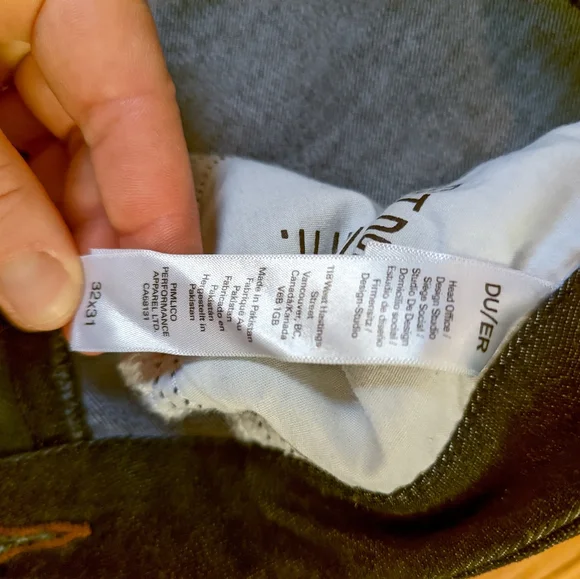 DU/ER
Head Office /
Design Studio
Siège Social /
Studio De Design
Domicilio social /
Estudio de Diseño
Firmensitz /
Design-Studio
118 West Hastings
Street
Vancouver, BC,
Canada/Kanada
V6B 1G8
Made in Pakistan
Fabriqué Au
Pakistan
Fabricado en
Pakistán
Hergestellt in
Pakistan
PIMLICO
PERFORMANCE
APPAREL LTD.
CA68131
32x31